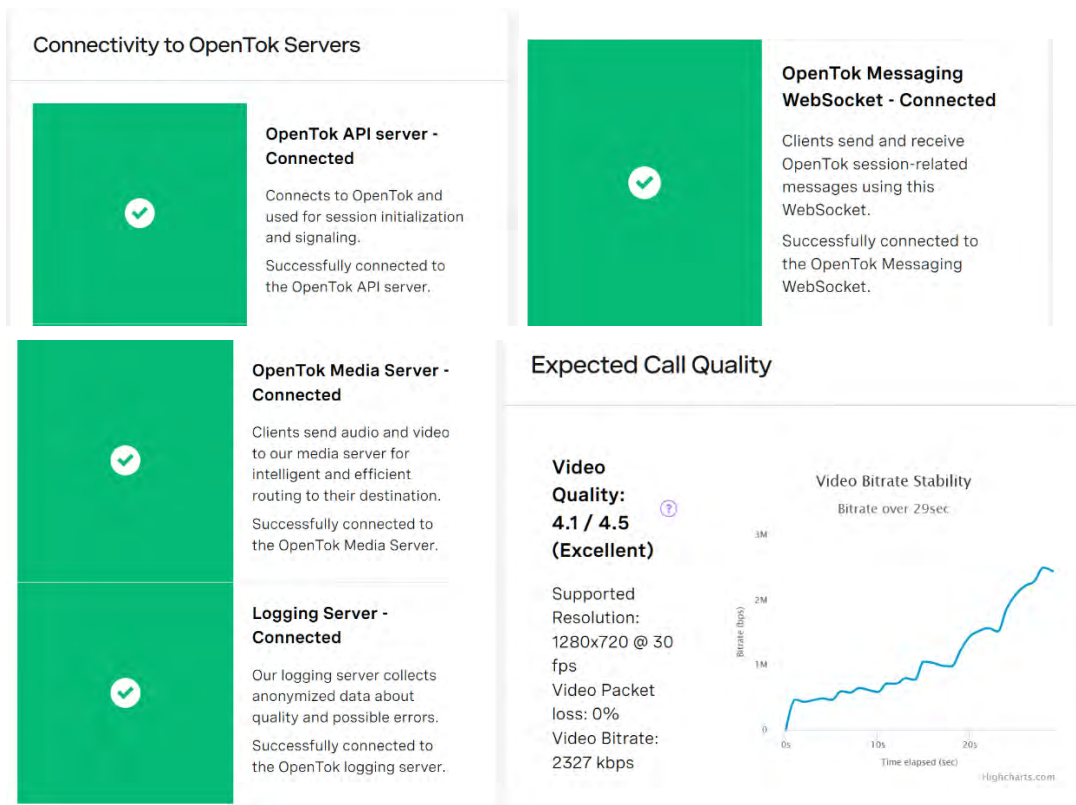 Connectivity to OpenTok Servers
OpenTok API server -
Connected
Connects to OpenTok and
used for session initialization
and signaling.
Successfully connected to
the OpenTok API server.
OpenTok Messaging
WebSocket - Connected
Clients send and receive
OpenTok session-related
messages using this
WebSocket.
Successfully connected to
the OpenTok Messaging
WebSocket.
OpenTok Media Server -
Connected
Clients send audio and video
to our media server for
intelligent and efficient
routing to their destination.
Successfully connected to
the OpenTok Media Server.
Logging Server -
Connected
Our logging server collects
anonymized data about
quality and possible errors.
Successfully connected to
the OpenTok logging server.
Expected Call Quality
Video
Quality:
4.1 / 4.5
(Excellent)
?
Supported
Resolution:
1280x720 @ 30
fps
Video Packet
loss: 0%
Video Bitrate:
2327 kbps
Video Bitrate Stability
Bitrate over 29sec
3M
2M
1M
0
Bitrate (bps)
0s 10s 20s
Time elapsed (sec)
Highcharts.com